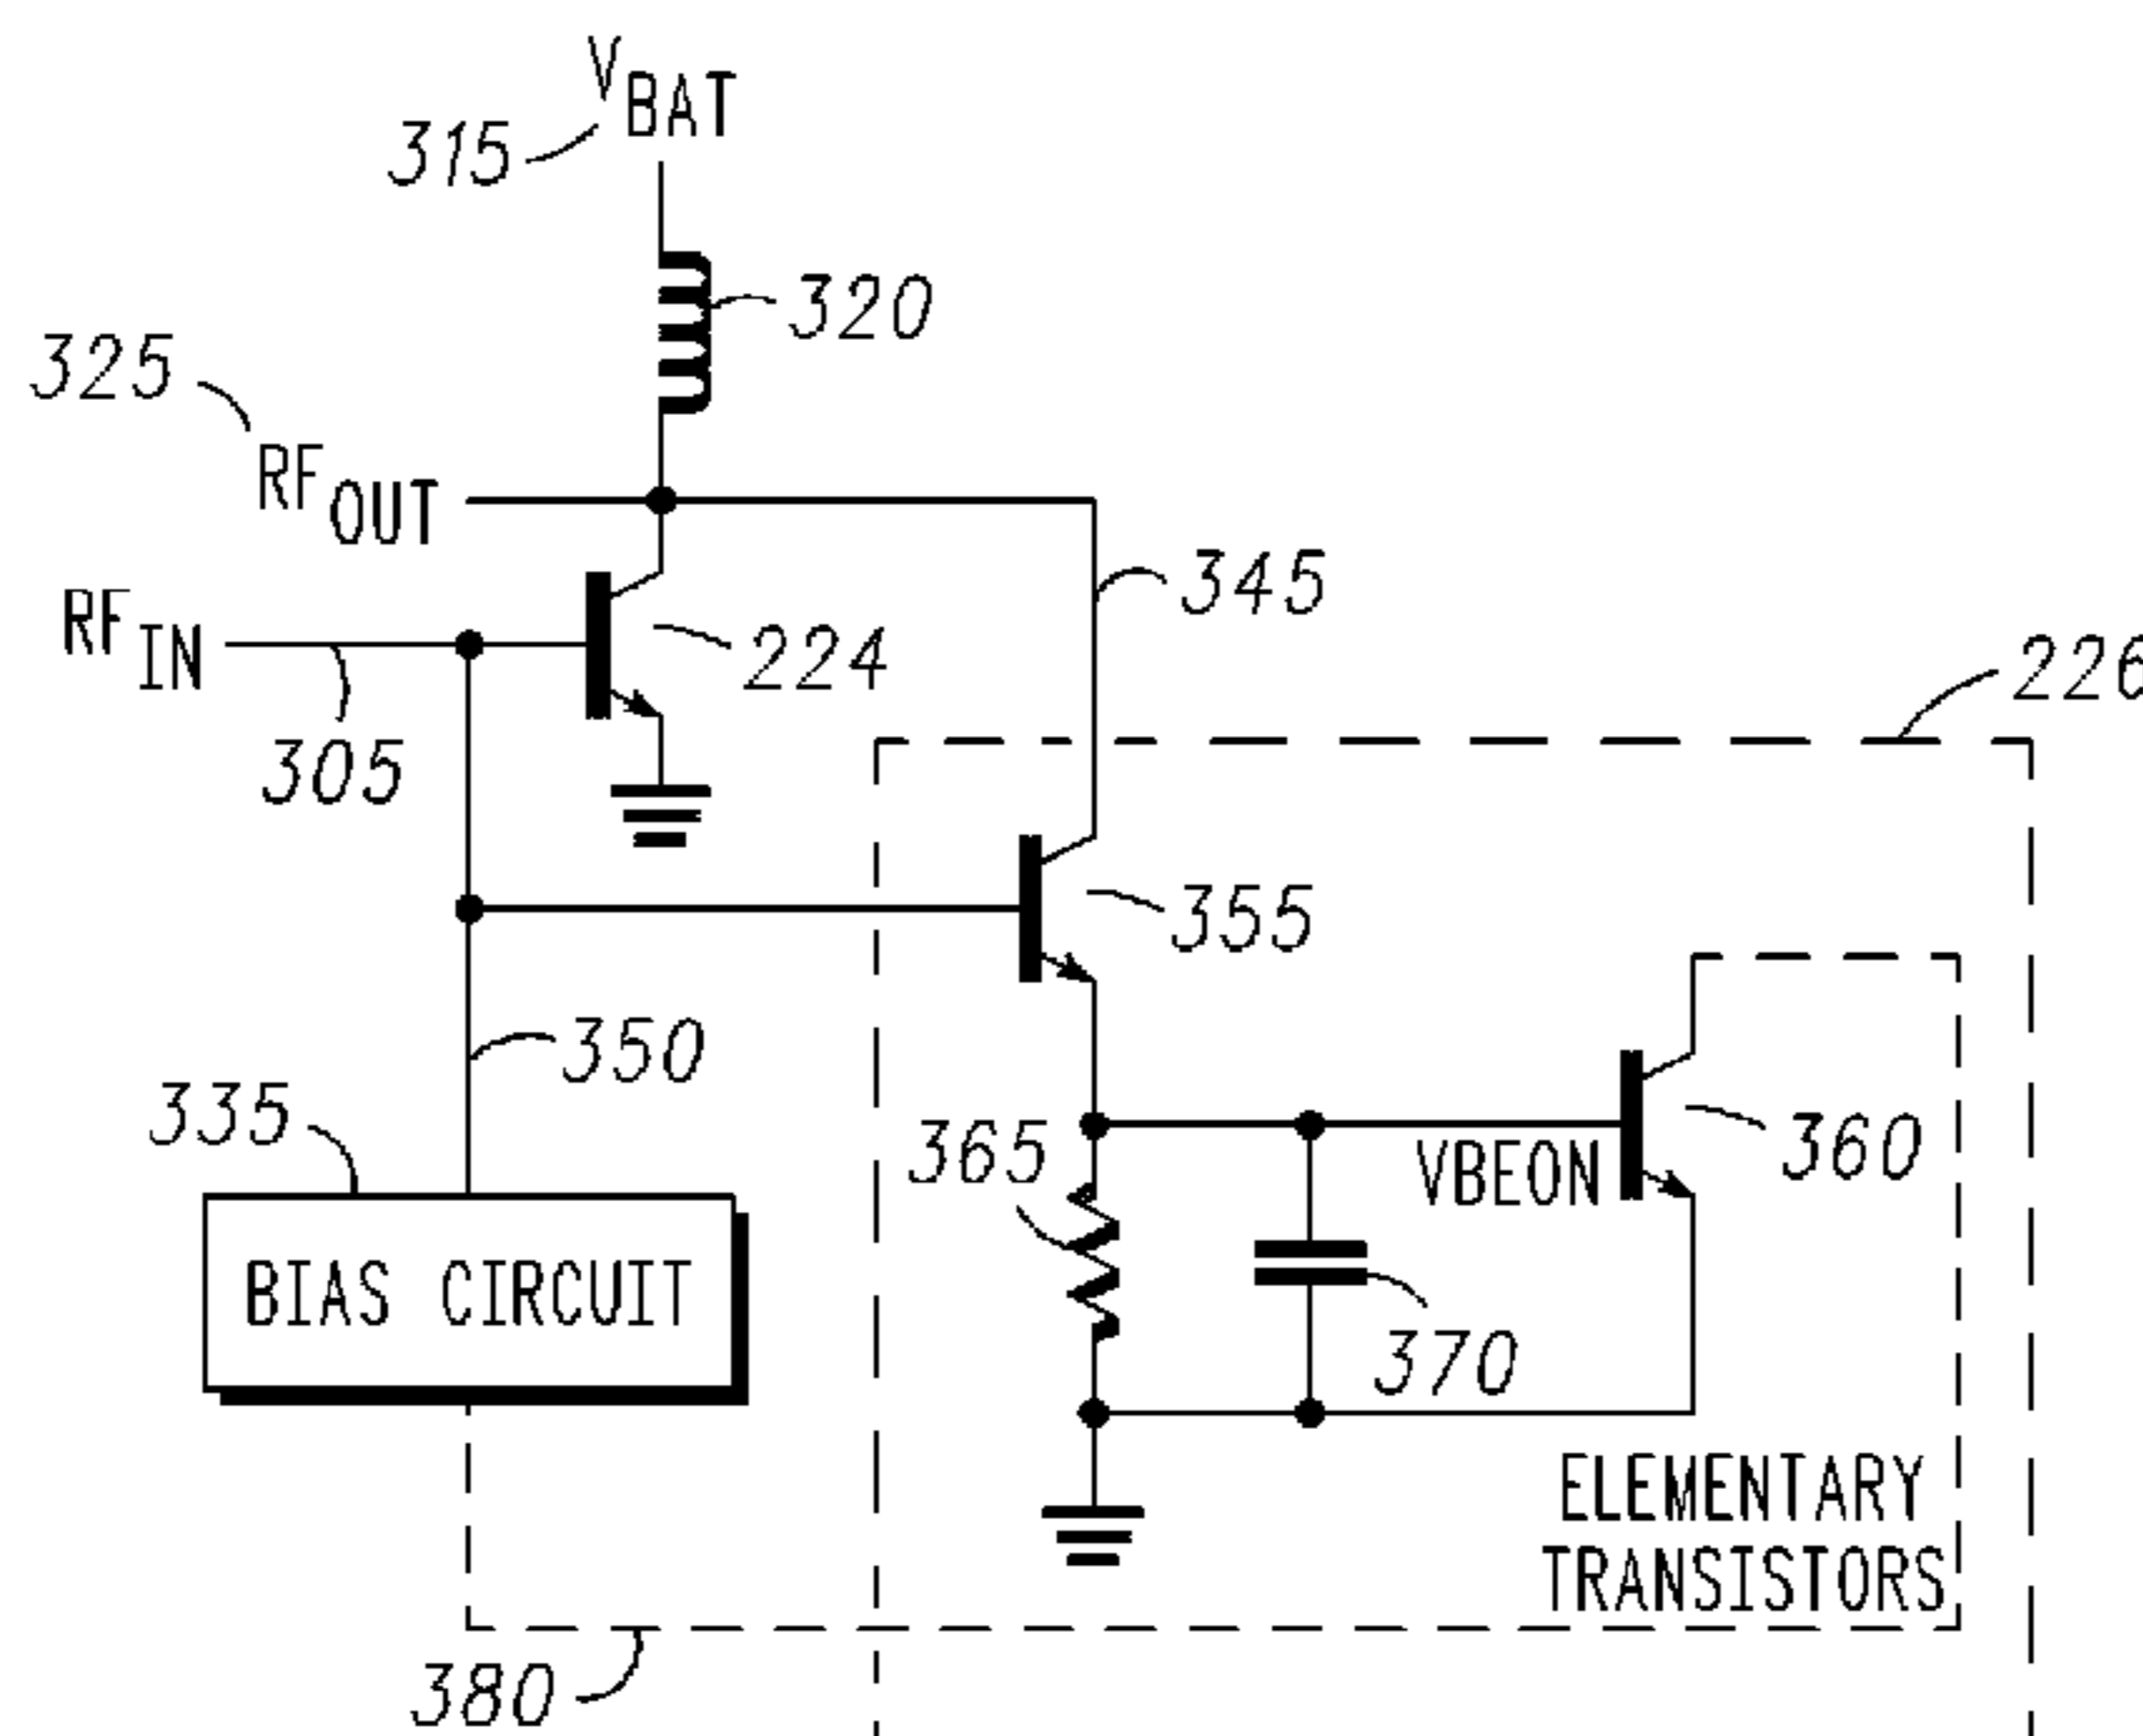 VBAT
315
320
325
RFOUT
345
RFIN
224
226
305
355
350
335
365
VBEON
360
BIAS CIRCUIT
370
ELEMENTARY
TRANSISTORS
380